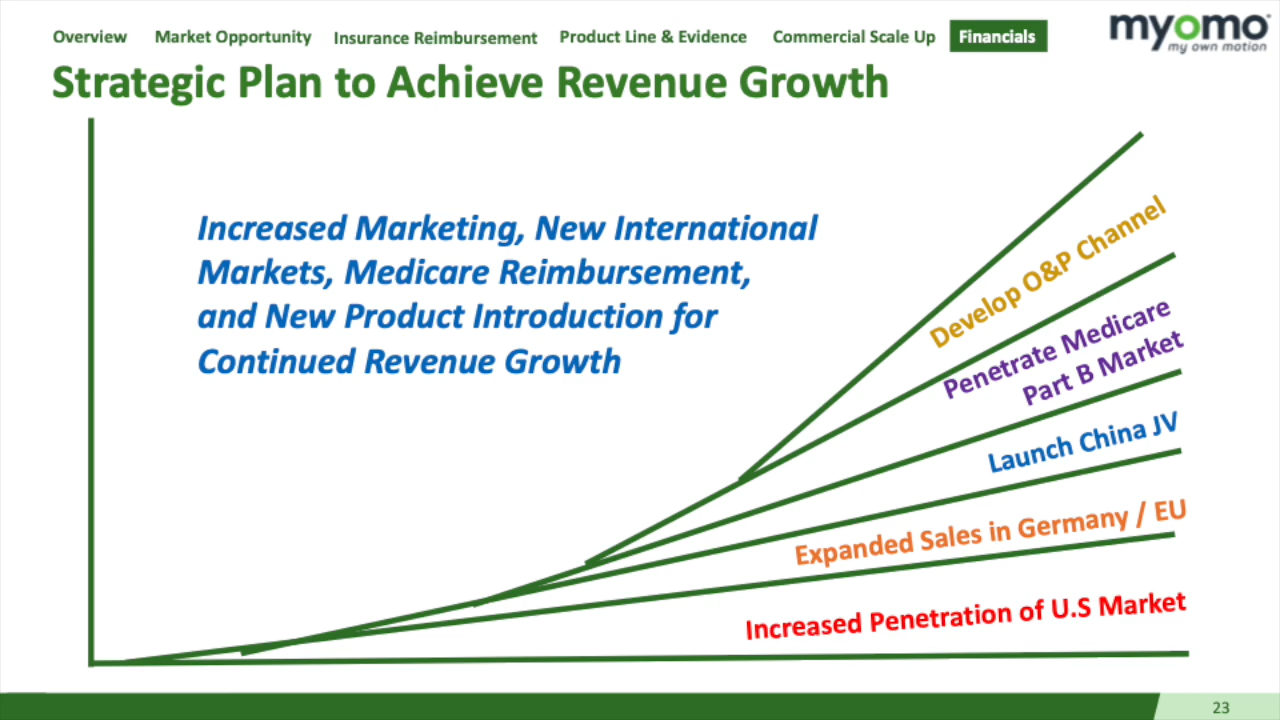 Overview Market Opportunity Insurance Reimbursement Product Line & Evidence Commercial Scale Up Financials
myomo
my own motion
Strategic Plan to Achieve Revenue Growth
Increased Marketing, New International
Markets, Medicare Reimbursement,
and New Product Introduction for
Continued Revenue Growth
Develop O&P Channel
Penetrate Medicare
Part B Market
Launch China JV
Expanded Sales in Germany / EU
Increased Penetration of U.S Market
23